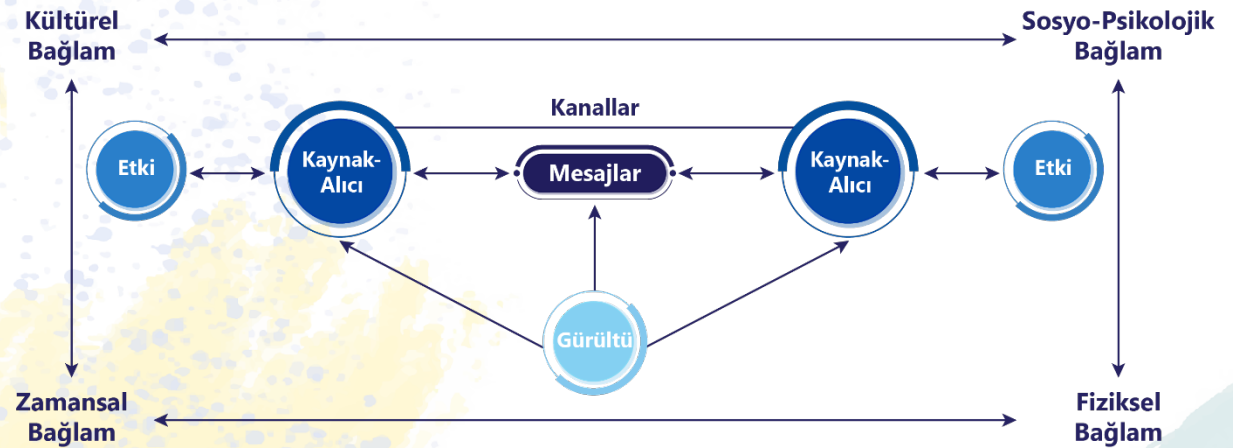 Kültürel
Bağlam
Sosyo-Psikolojik
Bağlam
Kanallar
Etki
Kaynak-
Alıcı
Mesajlar
Kaynak-
Alıcı
Etki
Gürültü
Zamansal
Bağlam
Fiziksel
Bağlam